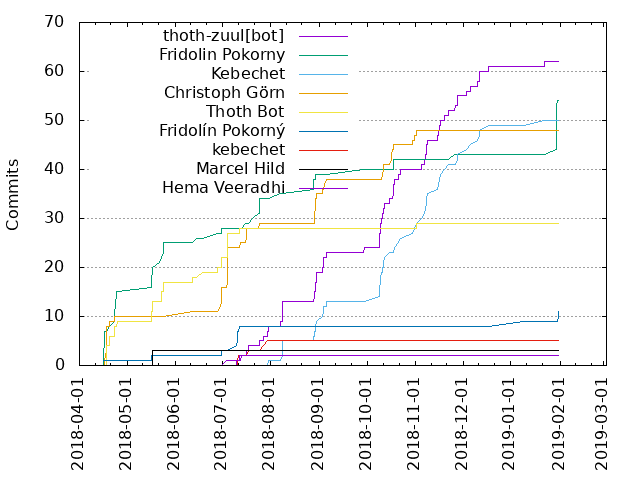 70
60
50
40
30
20
10
0
Commits
thoth-zuul[bot]
Fridolin Pokorny
Kebechet
Christoph Görn
Thoth Bot
Fridolín Pokorný
kebechet
Marcel Hild
Hema Veeradhi
2018-04-01
2018-05-01
2018-06-01
2018-07-01
2018-08-01
2018-09-01
2018-10-01
2018-11-01
2018-12-01
2019-01-01
2019-02-01
2019-03-01